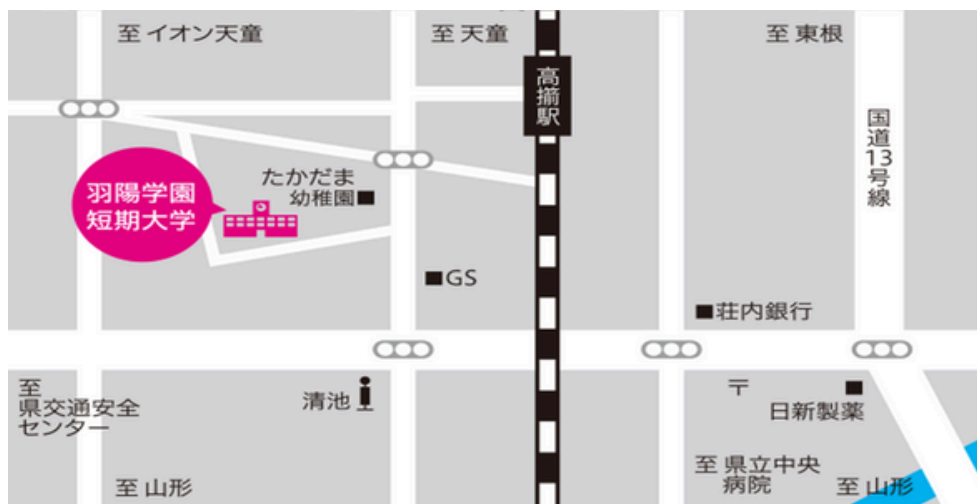 至 イオン天童
至 天童
至 東根
高擶駅
国道13号線
たかだま
幼稚園
羽陽学園
短期大学
GS
荘内銀行
至
県交通安全
センター
清池
〒
日新製薬
至 山形
至 県立中央
病院
至 山形